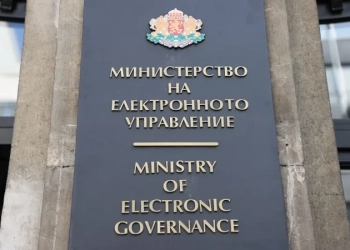 МИНИСТЕРСТВО
НА
ЕЛЕКТРОННОТО
УПРАВЛЕНИЕ
MINISTRY
OF
ELECTRONIC
GOVERNANCE